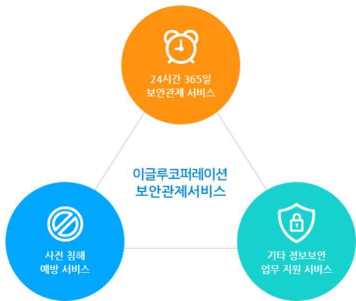 24시간 365일
보안관제 서비스
이글루코퍼레이션
보안관제서비스
사전 침해
예방 서비스
기타 정보보안
업무 지원 서비스